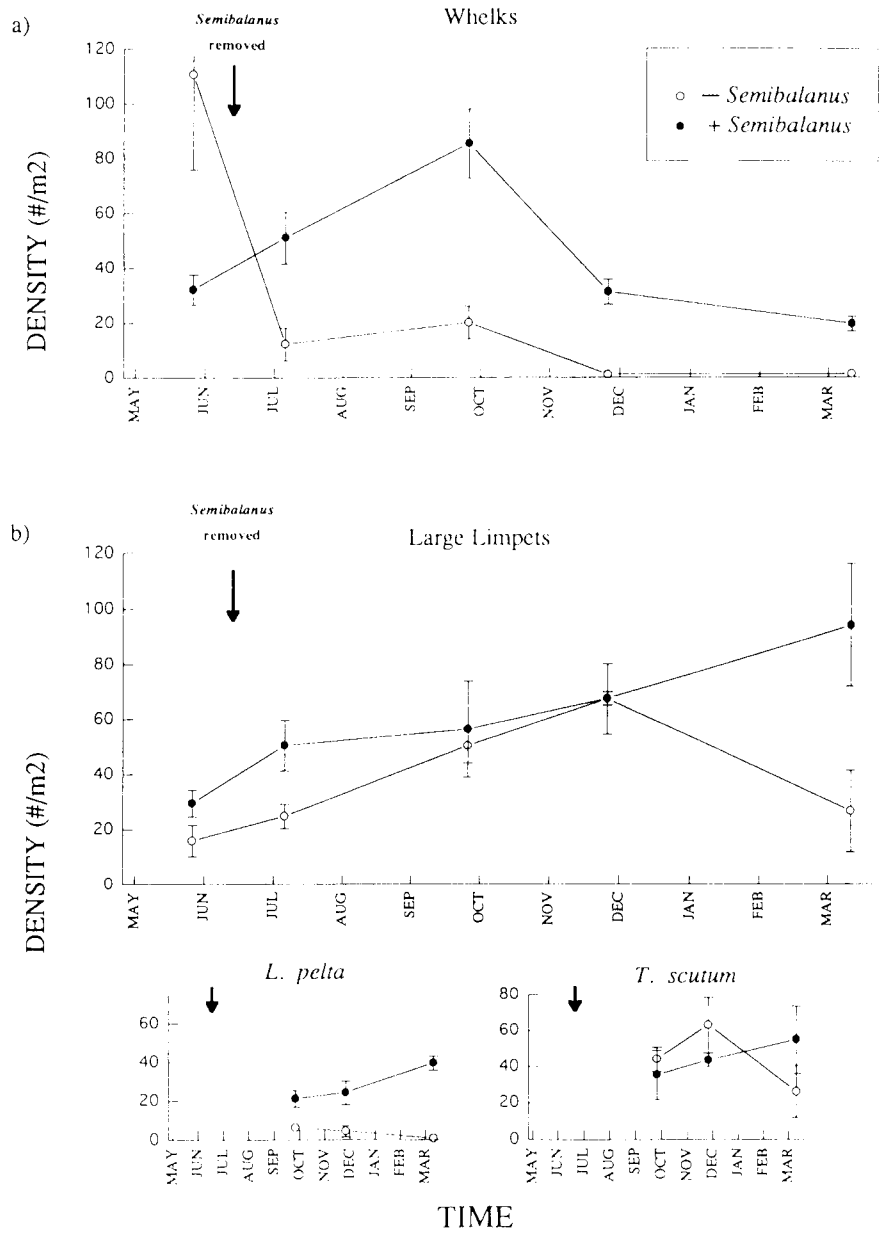 a)
Semibalanus
removed
Whelks
— Semibalanus
+ Semibalanus
120
100
80
60
40
20
0
DENSITY (#/m2)
MAY JUN JUL AUG SEP OCT NOV DEC JAN FEB MAR
b)
Semibalanus
removed
Large Limpets
120
100
80
60
40
20
0
DENSITY (#/m2)
MAY JUN JUL AUG SEP OCT NOV DEC JAN FEB MAR
L. pelta
60
40
20
0
MAY JUN JUL AUG SEP OCT NOV DEC JAN FEB MAR
T. scutum
80
60
40
20
0
MAY JUN JUL AUG SEP OCT NOV DEC JAN FEB MAR
TIME